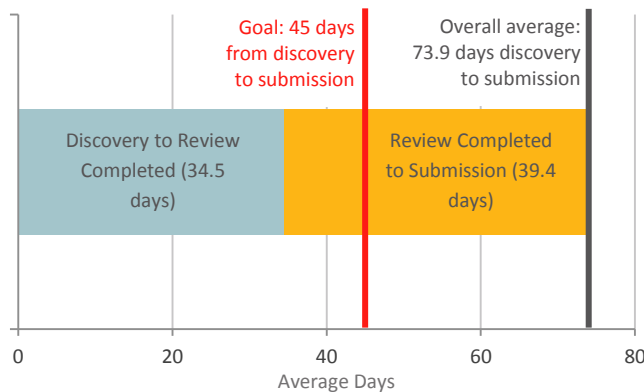 Goal: 45 days
from discovery
to submission
Overall average:
73.9 days discovery
to submission
Discovery to Review
Completed (34.5
days)
Review Completed
to Submission (39.4
days)
0 20 40 60 80
Average Days